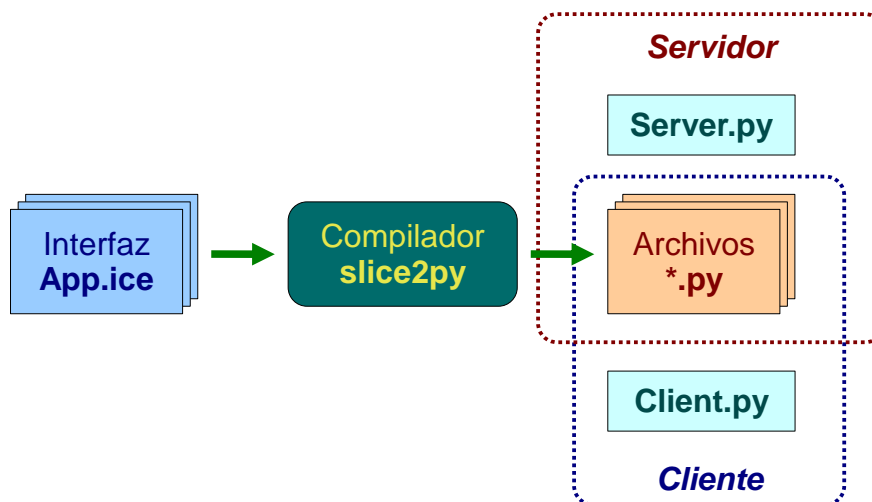 Servidor
Server.py
Interfaz
App.ice
Compilador
slice2py
Archivos
*.py
Client.py
Cliente